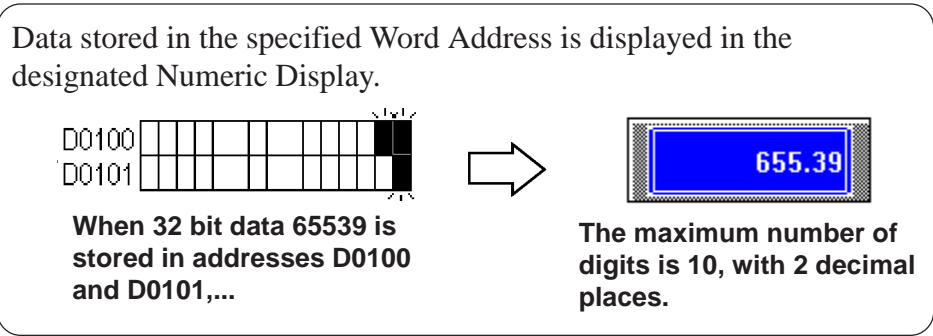 Data stored in the specified Word Address is displayed in the
designated Numeric Display.
D0100
D0101
655.39
When 32 bit data 65539 is
stored in addresses D0100
and D0101,...
The maximum number of
digits is 10, with 2 decimal
places.